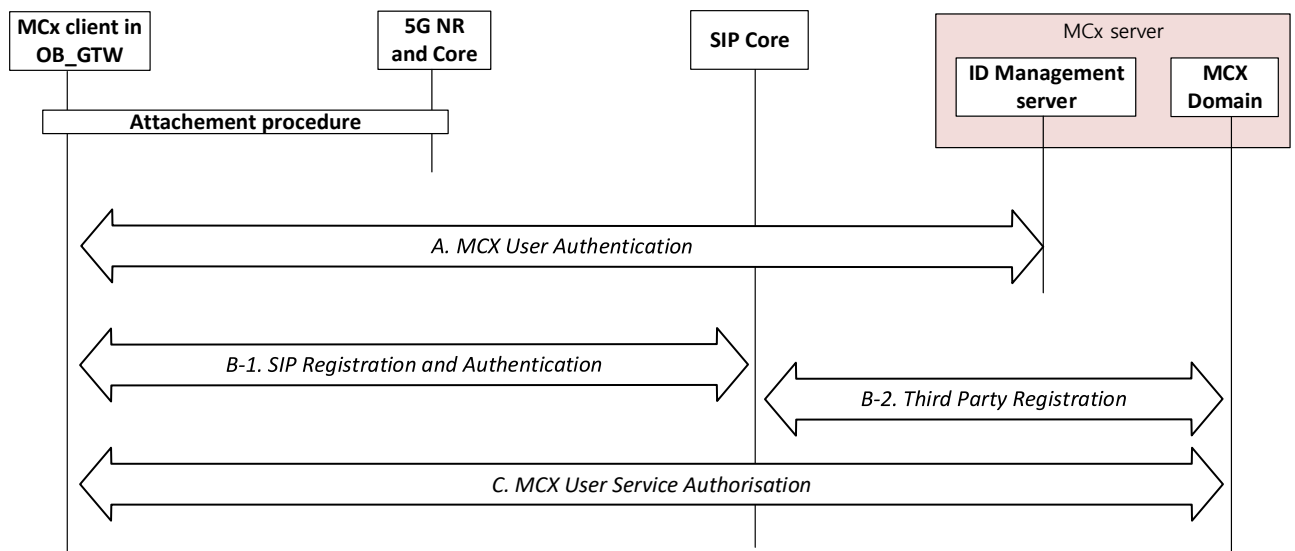 MCx client in
OB_GTW
5G NR
and Core
SIP Core
MCx server
ID Management
server
MCX
Domain
Attachement procedure
A. MCX User Authentication
B-1. SIP Registration and Authentication
B-2. Third Party Registration
C. MCX User Service Authorisation